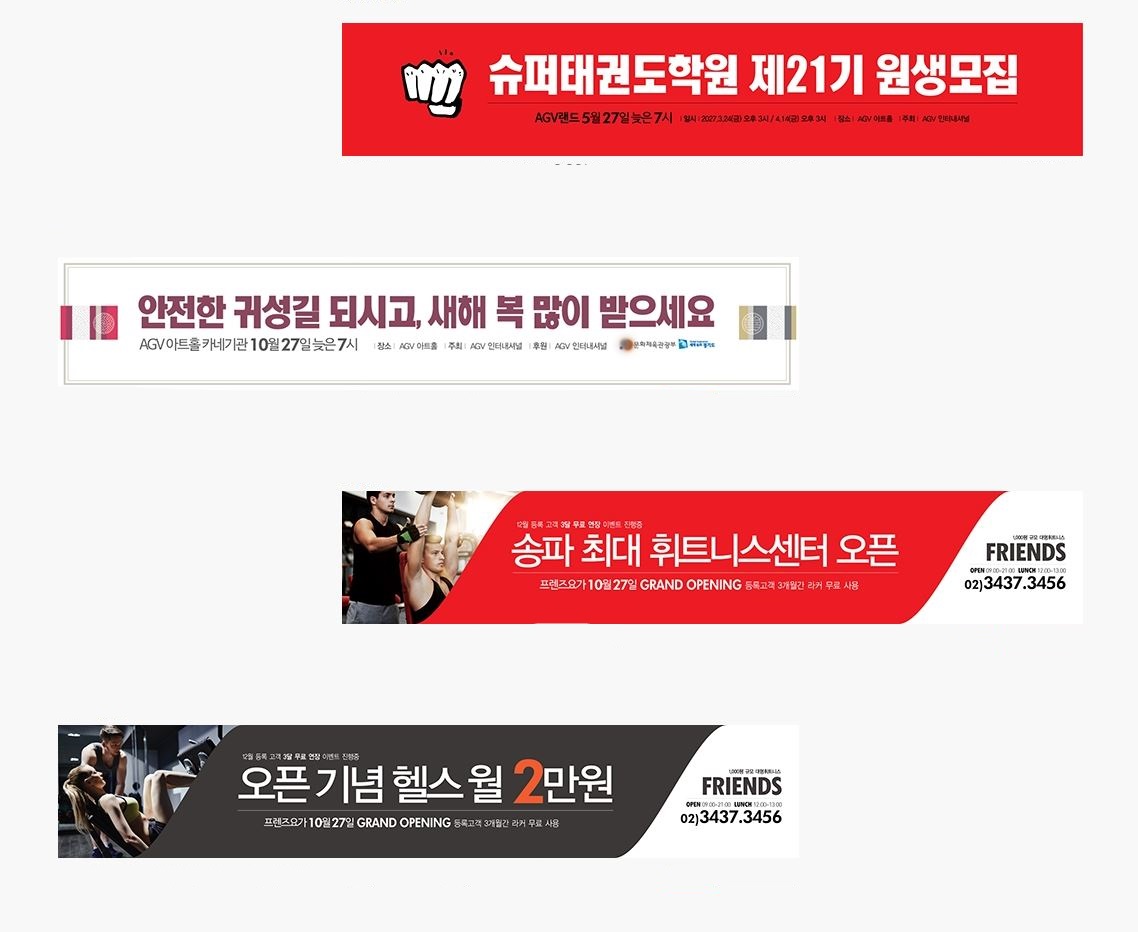 슈퍼태권도학원 제21기 원생모집
AGV랜드 5월 27일 늦은 7시 | 일시 | 2027.3.24(금) 오후 3시 / 4.14(금) 오후 3시 | 장소 | AGV 아트홀 | 주최 | AGV 인터내셔널
안전한 귀성길 되시고, 새해 복 많이 받으세요
AGV 아트홀 카네기관 10월 27일 늦은 7시 | 장소 | AGV 아트홀 | 주최 | AGV 인터내셔널 | 후원 | AGV 인터내셔널 문화체육관광부
12월 등록 고객 3달 무료 연장 이벤트 진행중
송파 최대 휘트니스센터 오픈
프렌즈요가 10월 27일 GRAND OPENING 등록고객 3개월간 라커 무료 사용
1,000평 규모 대형휘트니스
FRIENDS
OPEN 09:00~21:00 LUNCH 12:00~13:00
02)3437.3456
12월 등록 고객 3달 무료 연장 이벤트 진행중
오픈 기념 헬스 월 2만원
프렌즈요가 10월 27일 GRAND OPENING 등록고객 3개월간 라커 무료 사용
1,000평 규모 대형휘트니스
FRIENDS
OPEN 09:00~21:00 LUNCH 12:00~13:00
02)3437.3456